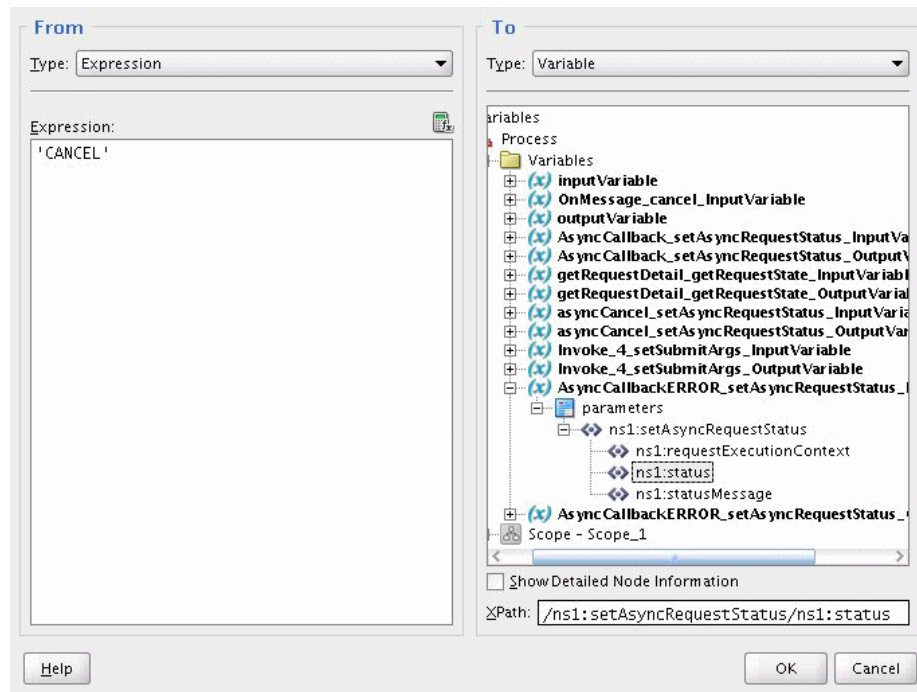 From
Type: Expression
Expression:
'CANCEL'
To
Type: Variable
ariables
Process
Variables
inputVariable
OnMessage_cancel_InputVariable
outputVariable
AsyncCallback_setAsyncRequestStatus_InputVa
AsyncCallback_setAsyncRequestStatus_OutputV
getRequestDetail_getRequestState_InputVariabl
getRequestDetail_getRequestState_OutputVarial
asyncCancel_setAsyncRequestStatus_InputVaria
asyncCancel_setAsyncRequestStatus_OutputVar
Invoke_4_setSubmitArgs_InputVariable
Invoke_4_setSubmitArgs_OutputVariable
AsyncCallbackERROR_setAsyncRequestStatus_I
parameters
ns1:setAsyncRequestStatus
ns1:requestExecutionContext
ns1:status
ns1:statusMessage
AsyncCallbackERROR_setAsyncRequestStatus_
Scope - Scope_1
Show Detailed Node Information
XPath: /ns1:setAsyncRequestStatus/ns1:status
Help
OK
Cancel